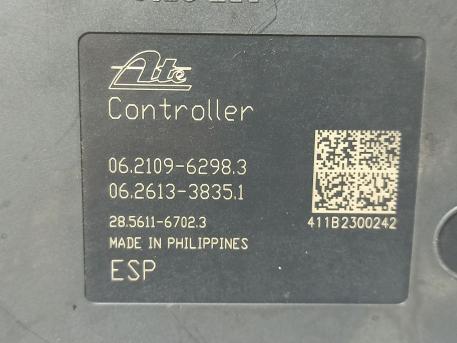 Ate
Controller
06.2109-6298.3
06.2613-3835.1
28.5611-6702.3
411B2300242
MADE IN PHILIPPINES
ESP